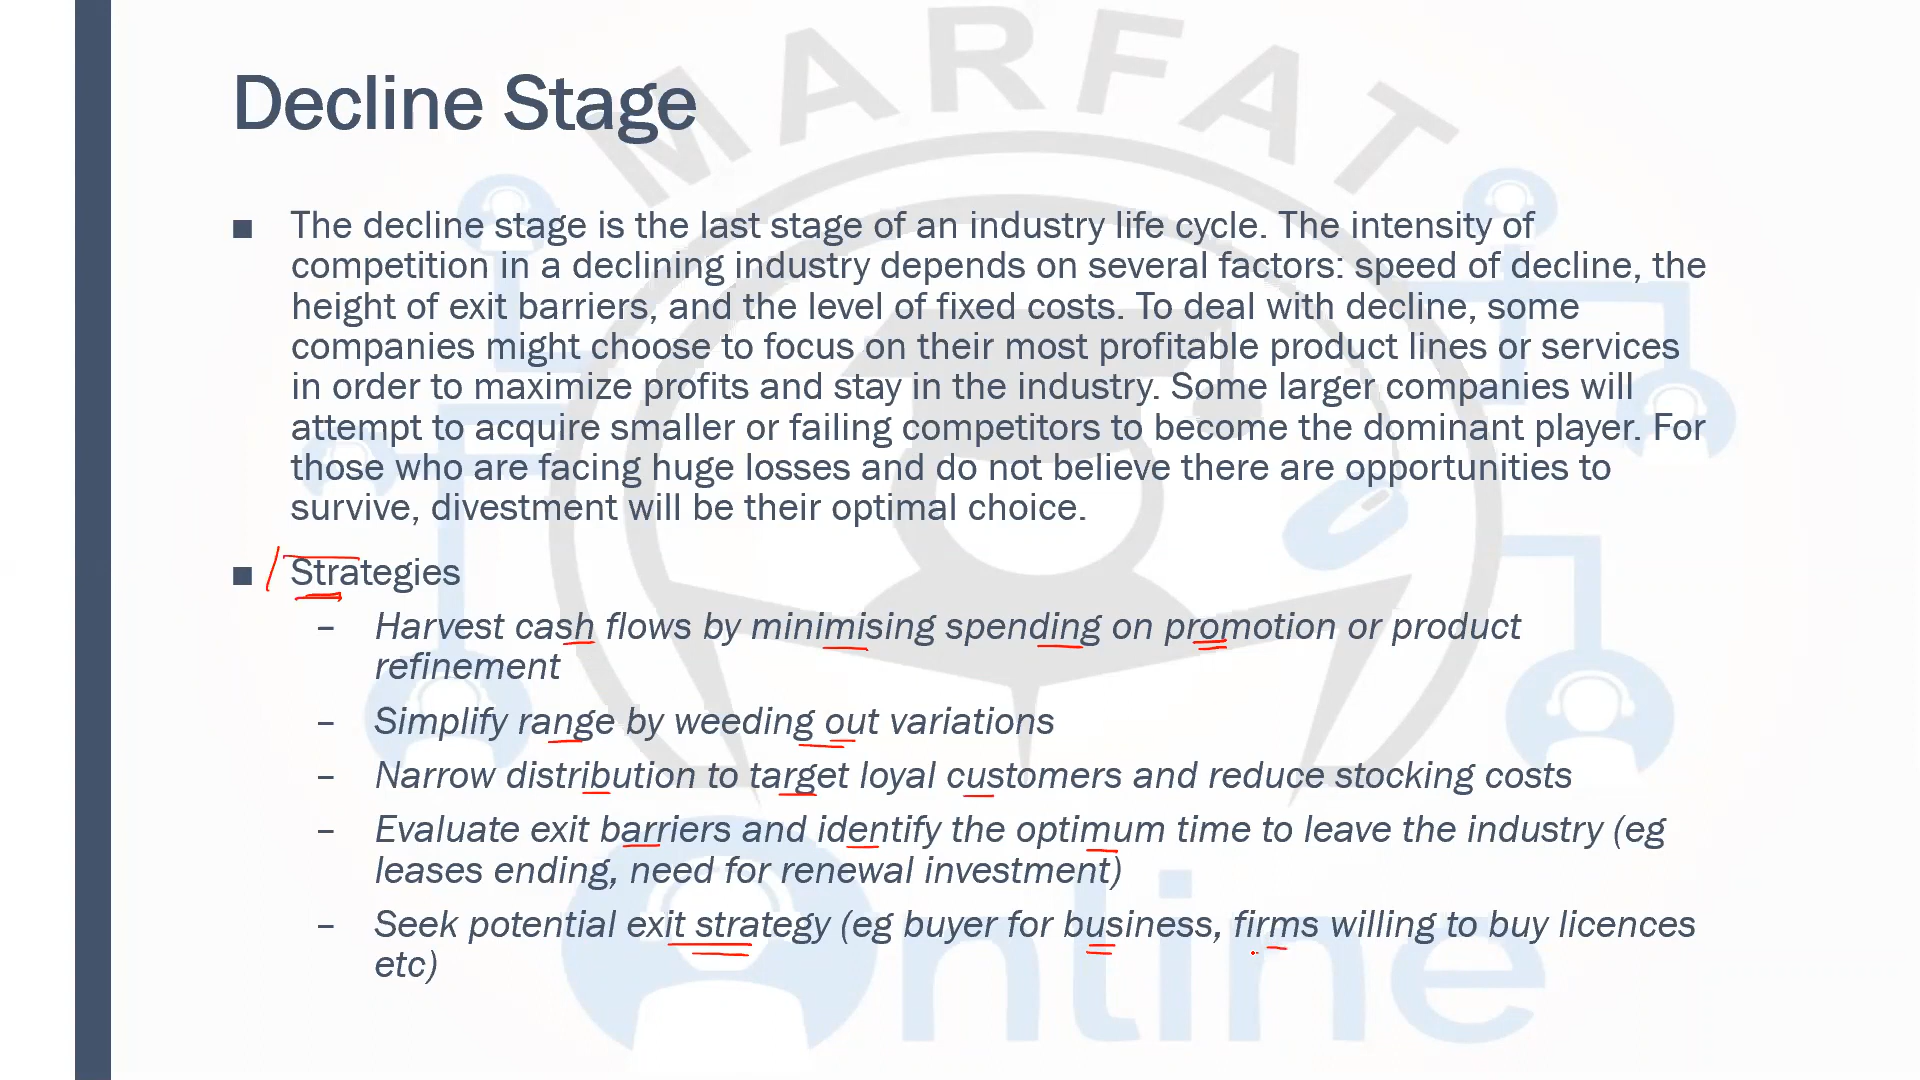 MARFAT
Decline Stage
■ The decline stage is the last stage of an industry life cycle. The intensity of
competition in a declining industry depends on several factors: speed of decline, the
height of exit barriers, and the level of fixed costs. To deal with decline, some
companies might choose to focus on their most profitable product lines or services
in order to maximize profits and stay in the industry. Some larger companies will
attempt to acquire smaller or failing competitors to become the dominant player. For
those who are facing huge losses and do not believe there are opportunities to
survive, divestment will be their optimal choice.
■ Strategies
– Harvest cash flows by minimising spending on promotion or product
refinement
– Simplify range by weeding out variations
– Narrow distribution to target loyal customers and reduce stocking costs
– Evaluate exit barriers and identify the optimum time to leave the industry (eg
leases ending, need for renewal investment)
– Seek potential exit strategy (eg buyer for business, firms willing to buy licences
etc)
nline